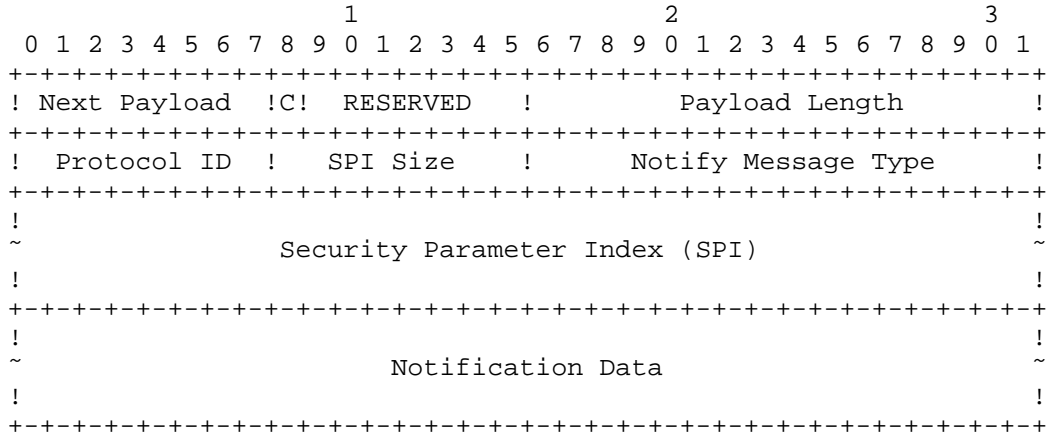 1                   2                   3
 0 1 2 3 4 5 6 7 8 9 0 1 2 3 4 5 6 7 8 9 0 1 2 3 4 5 6 7 8 9 0 1
+-+-+-+-+-+-+-+-+-+-+-+-+-+-+-+-+-+-+-+-+-+-+-+-+-+-+-+-+-+-+-+-+
! Next Payload  !C!  RESERVED   !         Payload Length        !
+-+-+-+-+-+-+-+-+-+-+-+-+-+-+-+-+-+-+-+-+-+-+-+-+-+-+-+-+-+-+-+-+
!  Protocol ID  !   SPI Size    !      Notify Message Type      !
+-+-+-+-+-+-+-+-+-+-+-+-+-+-+-+-+-+-+-+-+-+-+-+-+-+-+-+-+-+-+-+-+
!                                                               !
~                Security Parameter Index (SPI)                 ~
!                                                               !
+-+-+-+-+-+-+-+-+-+-+-+-+-+-+-+-+-+-+-+-+-+-+-+-+-+-+-+-+-+-+-+-+
!                                                               !
~                       Notification Data                       ~
!                                                               !
+-+-+-+-+-+-+-+-+-+-+-+-+-+-+-+-+-+-+-+-+-+-+-+-+-+-+-+-+-+-+-+-+